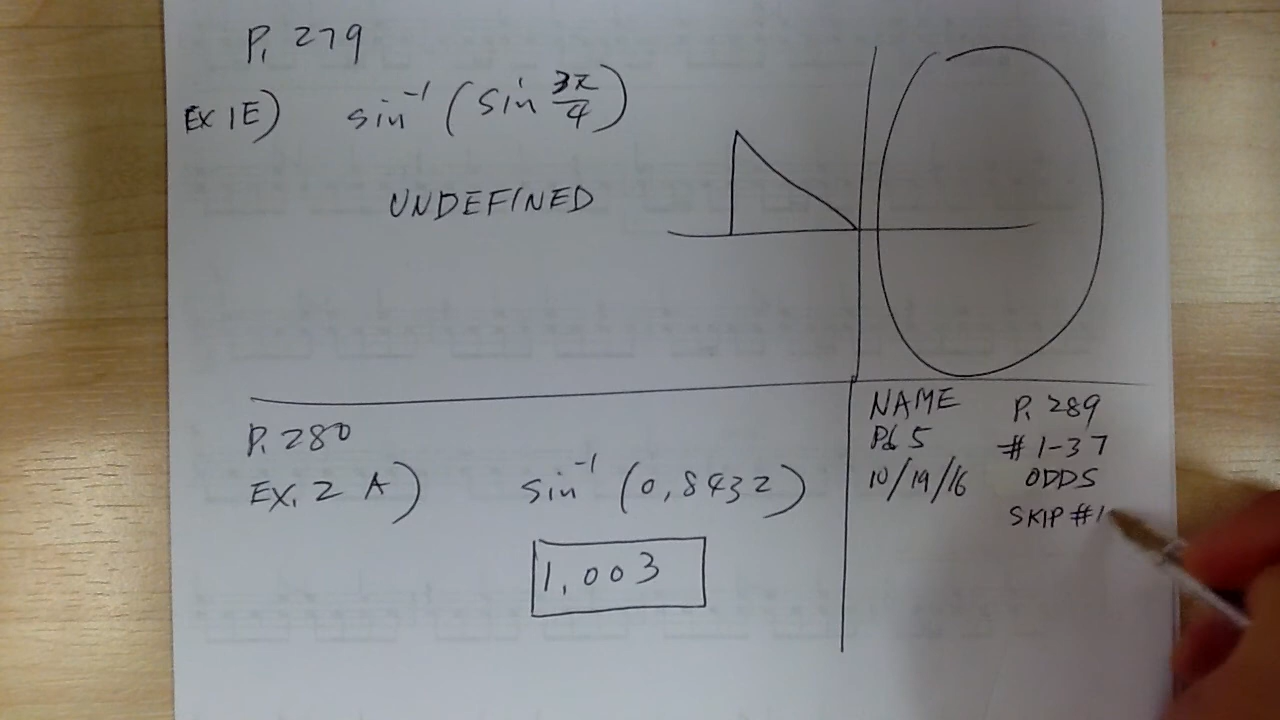 P. 279
EX 1E) sin⁻¹ (sin 3π/4)
UNDEFINED
P. 280
EX. 2 A) sin⁻¹ (0.8432)
1.003
NAME
Pd 5
10/19/16
P. 289
# 1-37
ODDS
SKIP #1